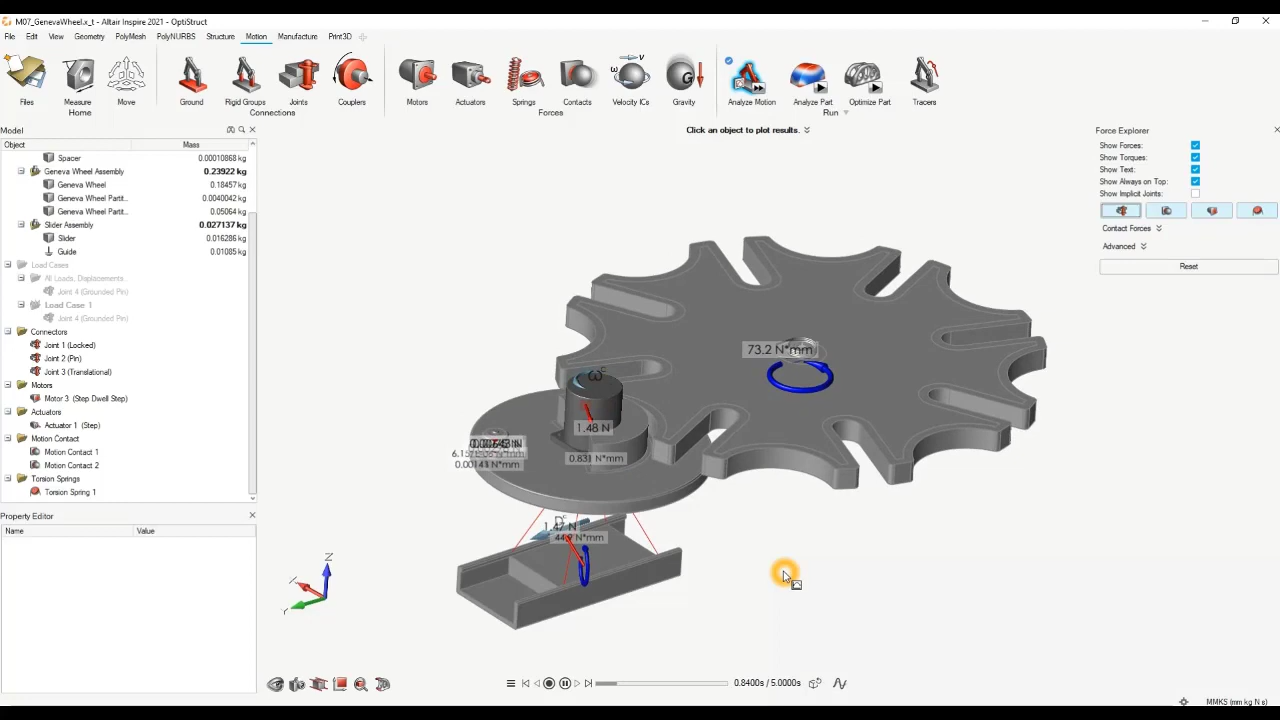 M07_GenevaWheel.x_t - Altair Inspire 2021 - OptiStruct
File Edit View Geometry PolyMesh PolyNURBS Structure Motion Manufacture Print3D
Files Measure Move Ground Rigid Groups Joints Couplers Motors Actuators Springs Contacts Velocity ICs Gravity Analyze Motion Analyze Part Optimize Part Tracers
Home Connections Forces Run
Model
Object Mass
Spacer 0.00010868 kg
Geneva Wheel Assembly 0.23922 kg
Geneva Wheel 0.18457 kg
Geneva Wheel Partit... 0.0040042 kg
Geneva Wheel Partit... 0.05064 kg
Slider Assembly 0.027137 kg
Slider 0.016286 kg
Guide 0.01085 kg
Load Cases
All Loads, Displacements...
Joint 4 (Grounded Pin)
Load Case 1
Joint 4 (Grounded Pin)
Connectors
Joint 1 (Locked)
Joint 2 (Pin)
Joint 3 (Translational)
Motors
Motor 3 (Step Dwell Step)
Actuators
Actuator 1 (Step)
Motion Contact
Motion Contact 1
Motion Contact 2
Torsion Springs
Torsion Spring 1
Property Editor
Name Value
Click an object to plot results.
73.2 N*mm
ω
1.48 N
0.831 N*mm
0.00141 N*mm
1.47 N
44.9 N*mm
Z
X
Y
0.8400s / 5.0000s
Force Explorer
Show Forces:
Show Torques:
Show Text:
Show Always on Top:
Show Implicit Joints:
Contact Forces
Advanced
Reset
MMKS (mm kg N s)